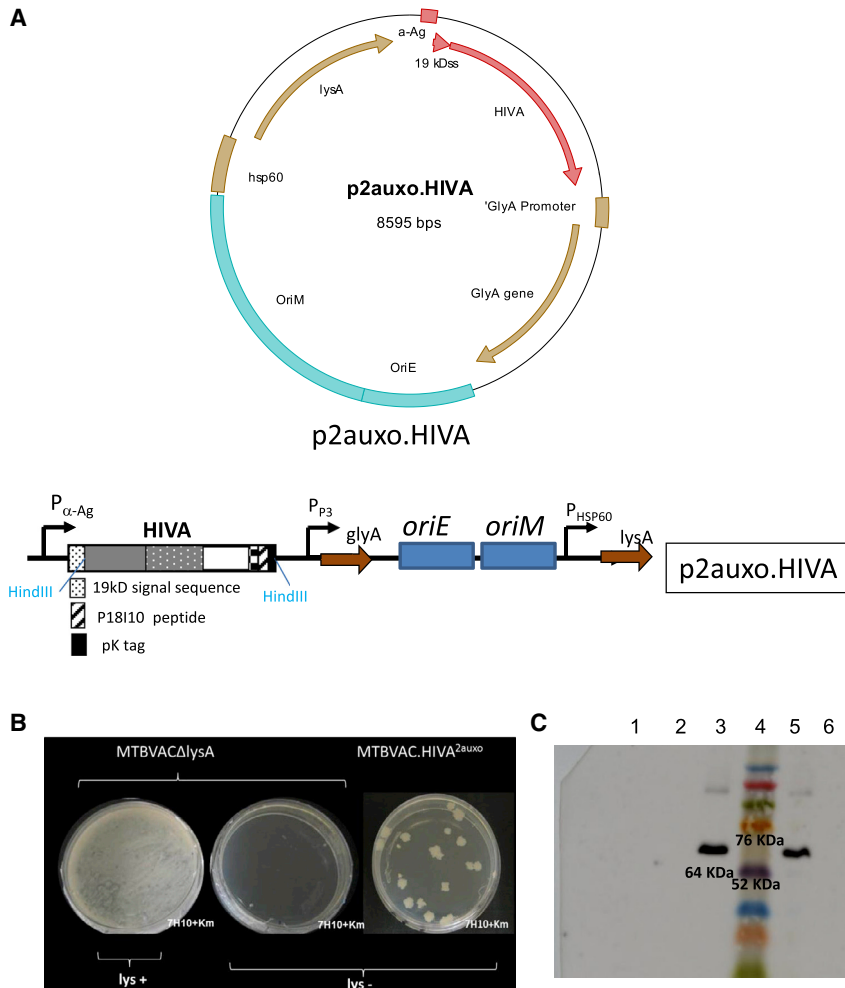 A
a-Ag
19 kDss
lysA
HIVA
hsp60
p2auxo.HIVA
8595 bps
'GlyA Promoter
GlyA gene
OriM
OriE
p2auxo.HIVA
Pα-Ag
HIVA
PP3
glyA
oriE
oriM
PHSP60
lysA
p2auxo.HIVA
HindIII
19kD signal sequence
HindIII
P18I10 peptide
pK tag
B
MTBVACΔlysA
MTBVAC.HIVA2auxo
7H10+Km
7H10+Km
7H10+Km
lys +
lys -
C
1 2 3 4 5 6
76 KDa
64 KDa
52 KDa